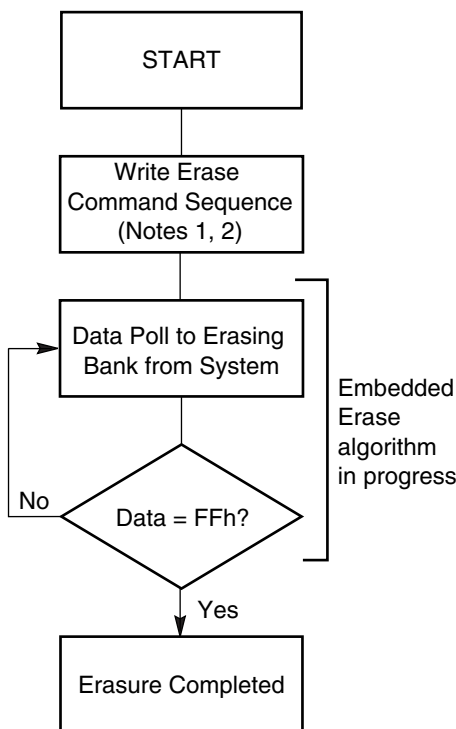 START
Write Erase
Command Sequence
(Notes 1, 2)
Data Poll to Erasing
Bank from System
Embedded
Erase
algorithm
in progress
No
Data = FFh?
Yes
Erasure Completed